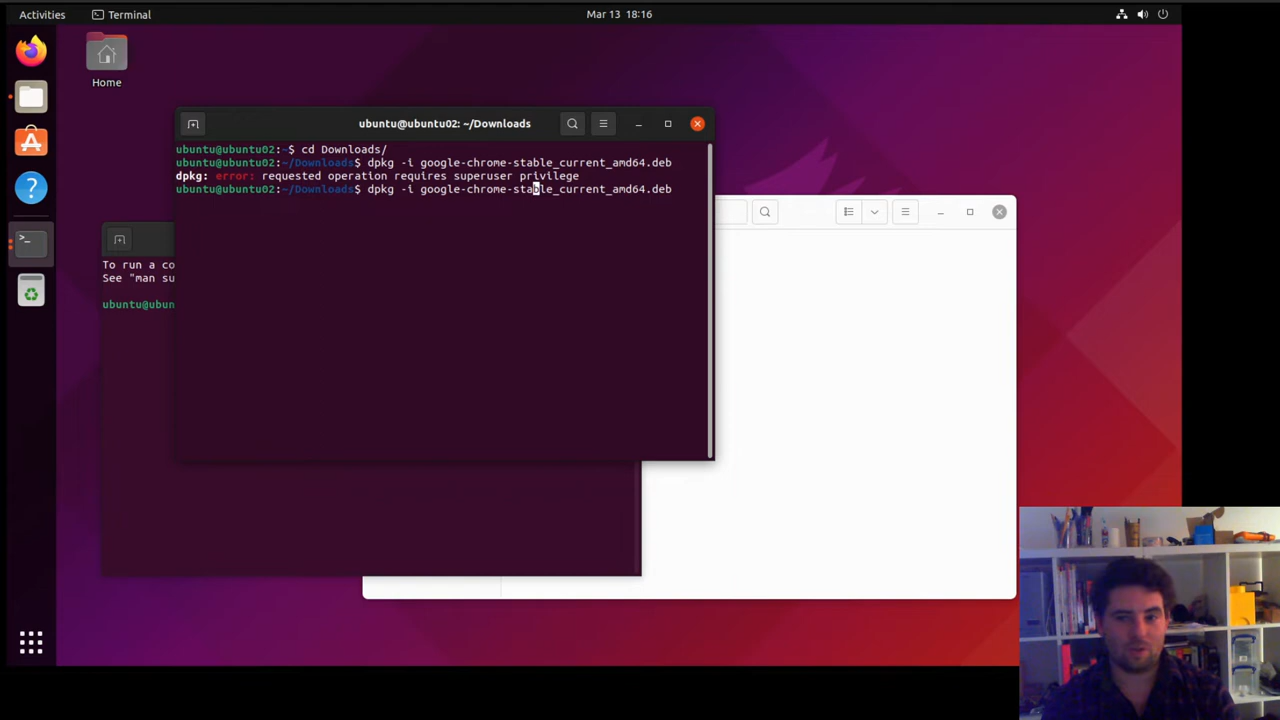 Activities
Terminal
Mar 13 18:16
Home
ubuntu@ubuntu02: ~/Downloads
ubuntu@ubuntu02:~$ cd Downloads/
ubuntu@ubuntu02:~/Downloads$ dpkg -i google-chrome-stable_current_amd64.deb
dpkg: error: requested operation requires superuser privilege
ubuntu@ubuntu02:~/Downloads$ dpkg -i google-chrome-stable_current_amd64.deb
To run a co
See "man su
ubuntu@ubun